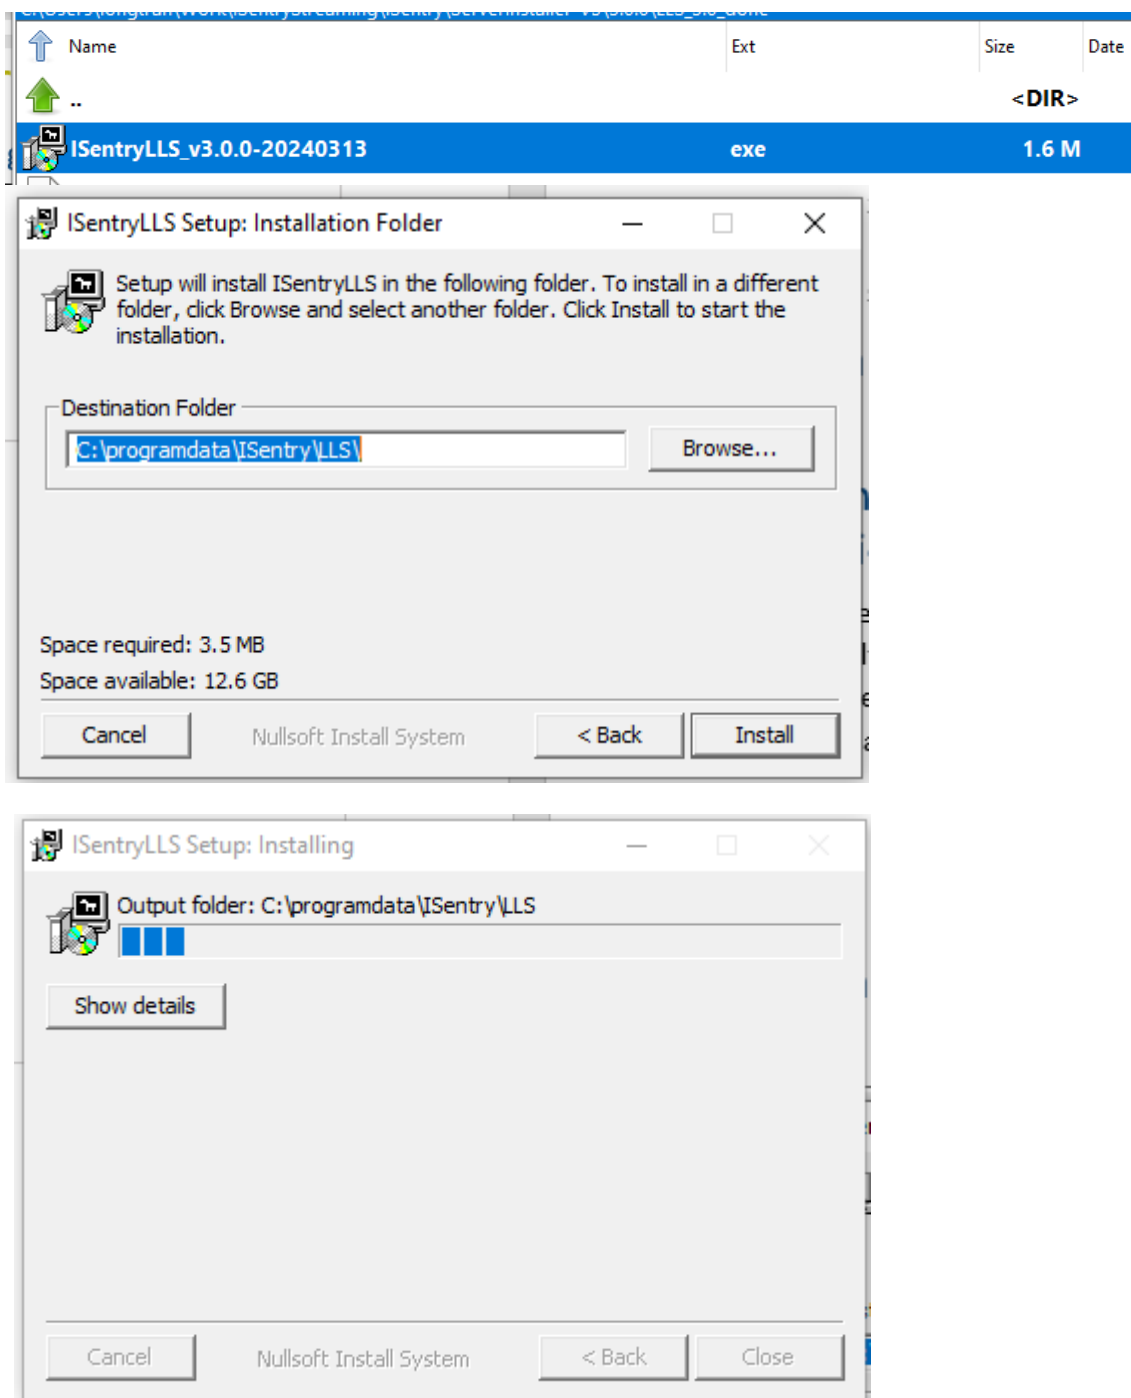 Name Ext Size Date
.. <DIR>
ISentryLLS_v3.0.0-20240313 exe 1.6 M
ISentryLLS Setup: Installation Folder
Setup will install ISentryLLS in the following folder. To install in a different
folder, click Browse and select another folder. Click Install to start the
installation.
Destination Folder
C:\programdata\ISentry\LLS\
Browse...
Space required: 3.5 MB
Space available: 12.6 GB
Cancel Nullsoft Install System < Back Install
ISentryLLS Setup: Installing
Output folder: C:\programdata\ISentry\LLS
Show details
Cancel Nullsoft Install System < Back Close